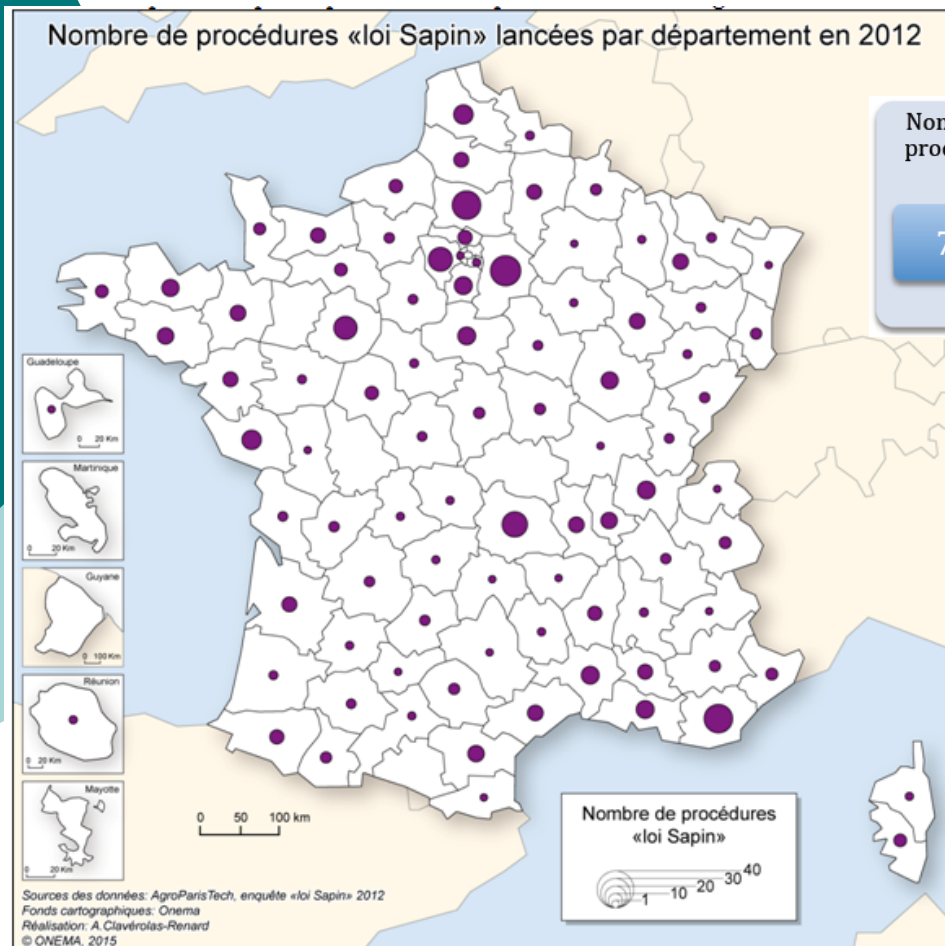 Nombre de procédures «loi Sapin» lancées par département en 2012
7
Guadeloupe
0 20 Km
Martinique
0 20 Km
Guyane
0 100 Km
Réunion
0 20 Km
Mayotte
0 20 Km
0 50 100 km
Nombre de procédures
«loi Sapin»
1 10 20 30 40
Sources des données: AgroParisTech, enquête «loi Sapin» 2012
Fonds cartographiques: Onema
Réalisation: A.Clavérolas-Renard
© ONEMA, 2015